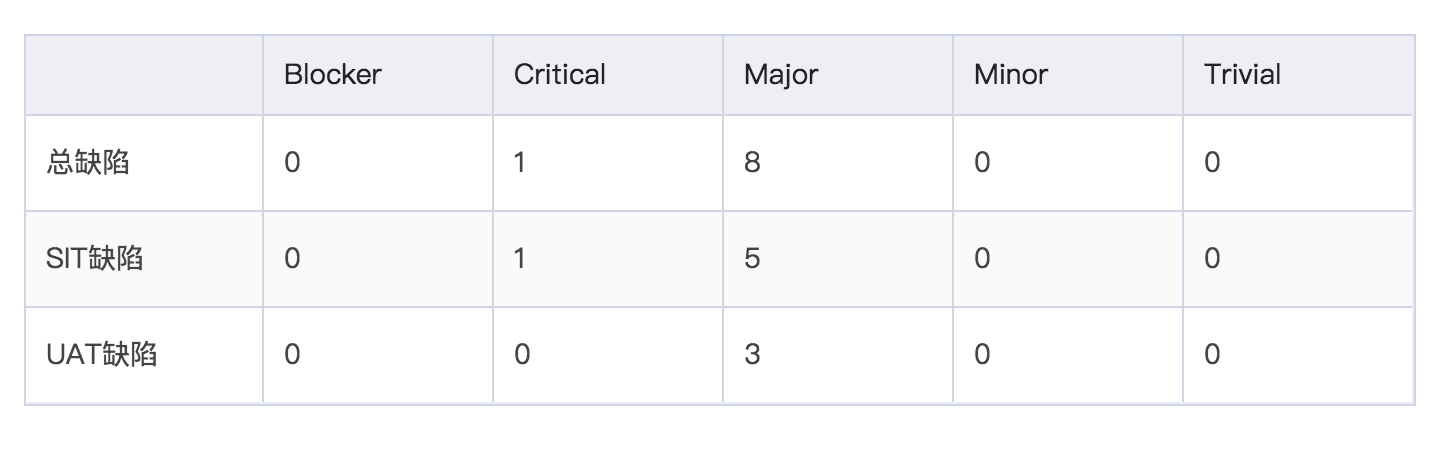 Blocker Critical Major Minor Trivial
总缺陷 0 1 8 0 0
SIT缺陷 0 1 5 0 0
UAT缺陷 0 0 3 0 0